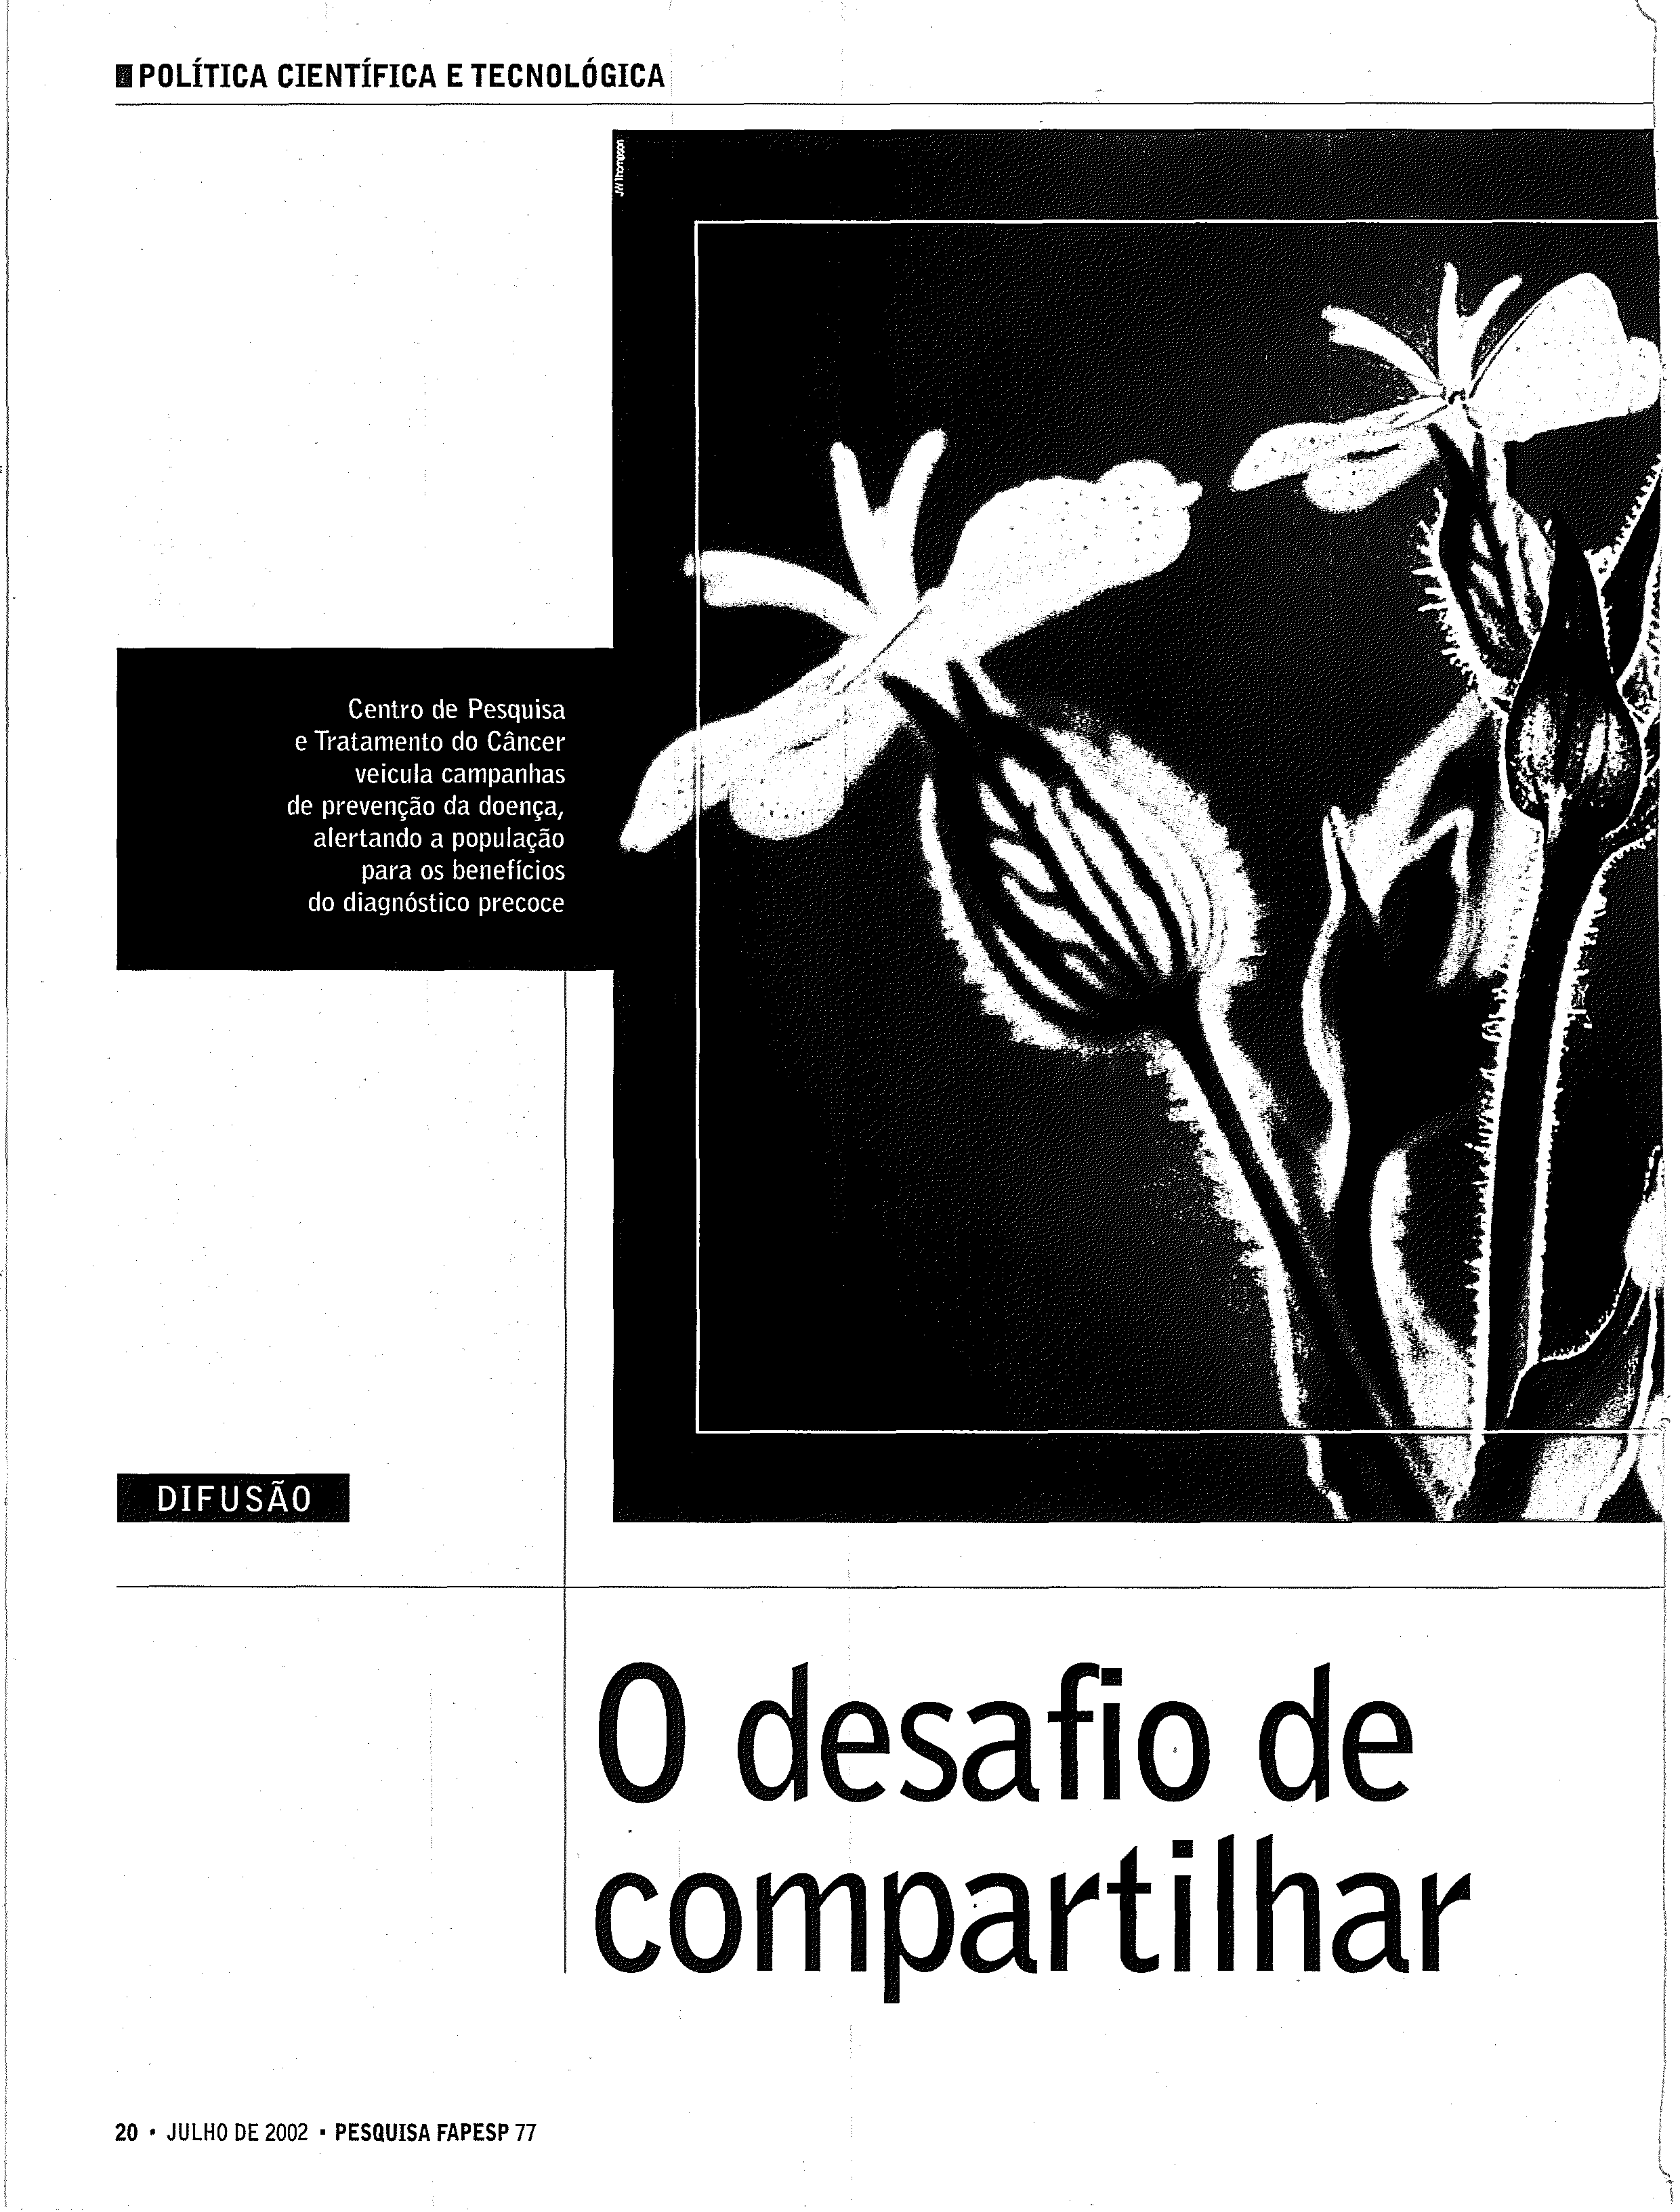 POLÍTICA CIENTÍFICA E TECNOLÓGICA
JWThompson
Centro de Pesquisa
e Tratamento do Câncer
veicula campanhas
de prevenção da doença,
alertando a população
para os benefícios
do diagnóstico precoce
DIFUSÃO
O desafio de
compartilhar
20 • JULHO DE 2002 • PESQUISA FAPESP 77